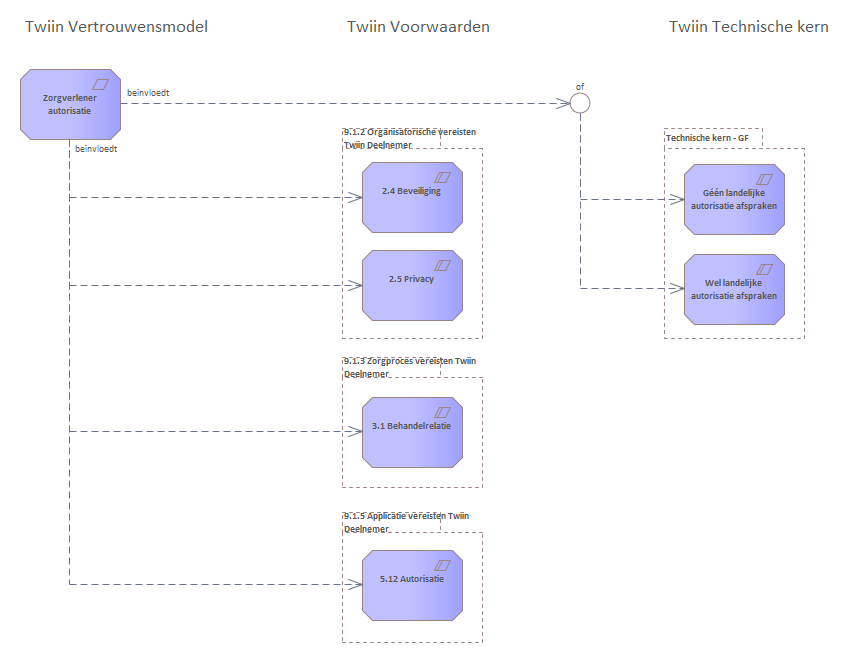 Twiin Vertrouwensmodel
Twiin Voorwaarden
Twiin Technische kern
Zorgverlener
autorisatie
beïnvloedt
of
beïnvloedt
9.1.2 Organisatorische vereisten
Twiin Deelnemer
2.4 Beveiliging
2.5 Privacy
Technische kern - GF
Géén landelijke
autorisatie afspraken
Wel landelijke
autorisatie afspraken
9.1.3 Zorgproces vereisten Twiin
Deelnemer
3.1 Behandelrelatie
9.1.5 Applicatie vereisten Twiin
Deelnemer
5.12 Autorisatie